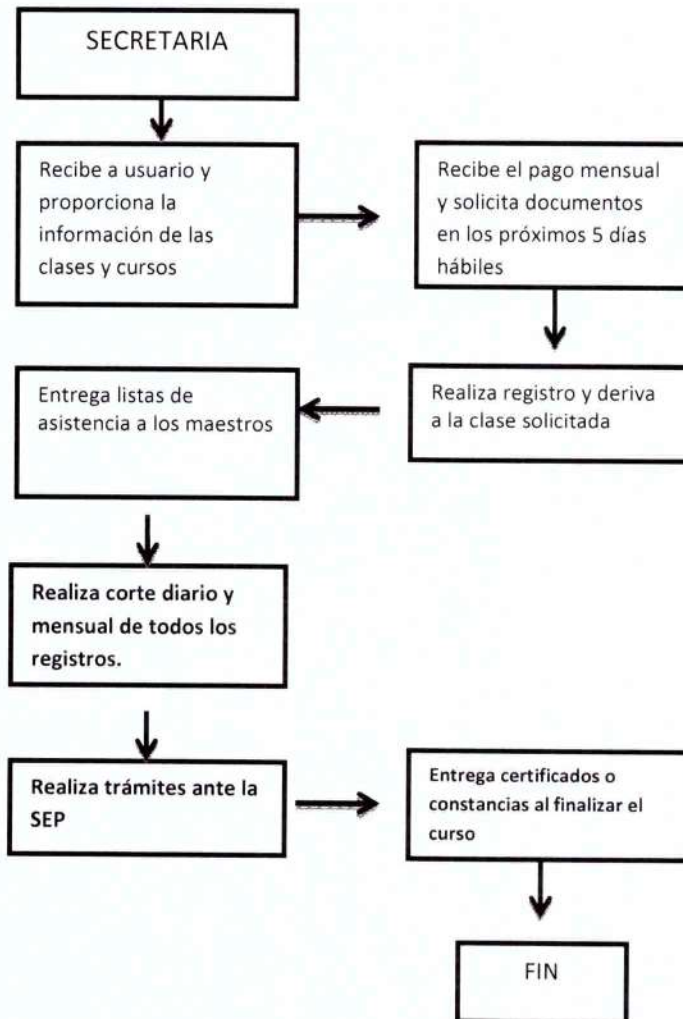 SECRETARIA
Recibe a usuario y
proporciona la
información de las
clases y cursos
Recibe el pago mensual
y solicita documentos
en los próximos 5 días
hábiles
Realiza registro y deriva
a la clase solicitada
Entrega listas de
asistencia a los maestros
Realiza corte diario y
mensual de todos los
registros.
Realiza trámites ante la
SEP
Entrega certificados o
constancias al finalizar el
curso
FIN